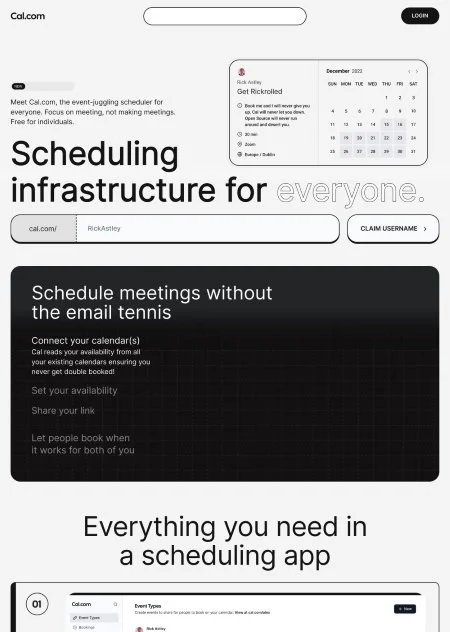 Cal.com
LOGIN
NEW
Meet Cal.com, the event-juggling scheduler for
everyone. Focus on meeting, not making meetings.
Free for individuals.
Scheduling
infrastructure for everyone.
Rick Astley
Get Rickrolled
Book me and I will never give you
up. Cal will never let you down.
Open Source will never run
around and desert you.
30 min
Zoom
Europe / Dublin
December 2022
SUN MON TUE WED THU FRI SAT
1 2 3
4 5 6 7 8 9 10
11 12 13 14 15 16 17
18 19 20 21 22 23 24
25 26 27 28 29 30 31
cal.com/ RickAstley
CLAIM USERNAME
Schedule meetings without
the email tennis
Connect your calendar(s)
Cal reads your availability from all
your existing calendars ensuring you
never get double booked!
Set your availability
Share your link
Let people book when
it works for both of you
Everything you need in
a scheduling app
01
Cal.com
Event Types
Bookings
Event Types
Create events to share for people to book on your calendar.
New
Rick Astley